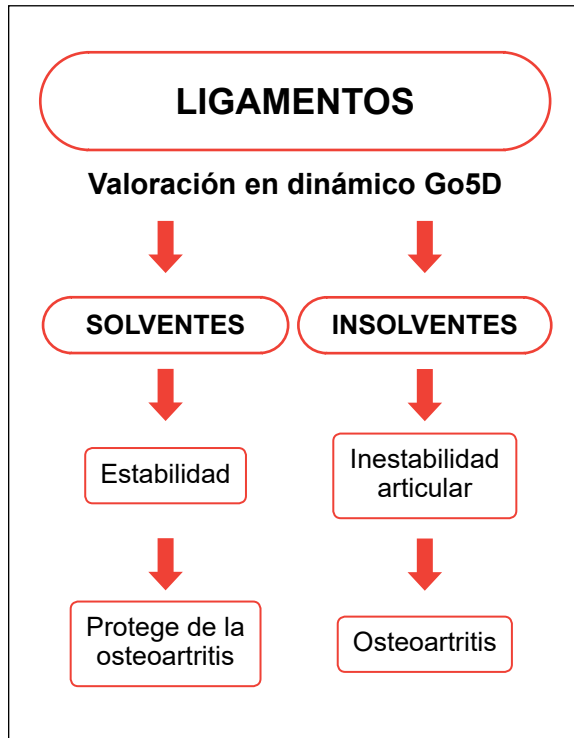 LIGAMENTOS
Valoración en dinámico Go5D
SOLVENTES
INSOLVENTES
Estabilidad
Inestabilidad
articular
Protege de la
osteoartritis
Osteoartritis